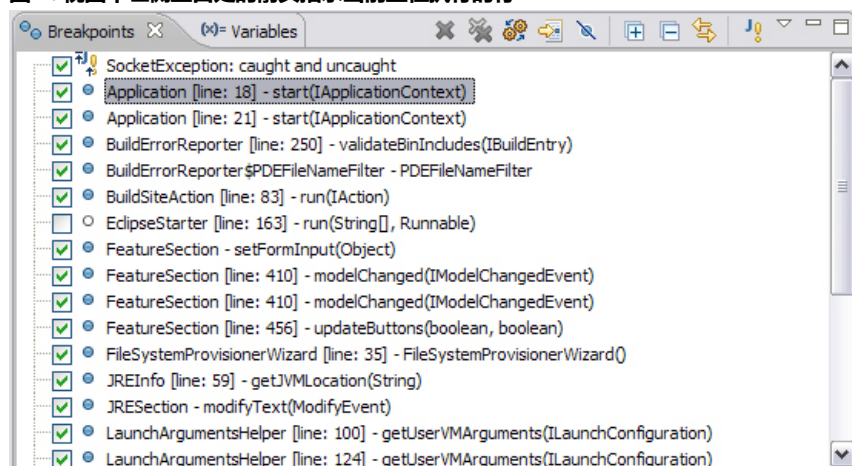 Breakpoints
(x)= Variables
SocketException: caught and uncaught
Application [line: 18] - start(IApplicationContext)
Application [line: 21] - start(IApplicationContext)
BuildErrorReporter [line: 250] - validateBinIncludes(IBuildEntry)
BuildErrorReporter$PDEFileNameFilter - PDEFileNameFilter
BuildSiteAction [line: 83] - run(IAction)
EclipseStarter [line: 163] - run(String[], Runnable)
FeatureSection - setFormInput(Object)
FeatureSection [line: 410] - modelChanged(IModelChangedEvent)
FeatureSection [line: 410] - modelChanged(IModelChangedEvent)
FeatureSection [line: 456] - updateButtons(boolean, boolean)
FileSystemProvisionerWizard [line: 35] - FileSystemProvisionerWizard()
JREInfo [line: 59] - getJVMLocation(String)
JRESection - modifyText(ModifyEvent)
LaunchArgumentsHelper [line: 100] - getUserVMArguments(ILaunchConfiguration)
LaunchArgumentsHelper [line: 124] - getUserVMArguments(ILaunchConfiguration)